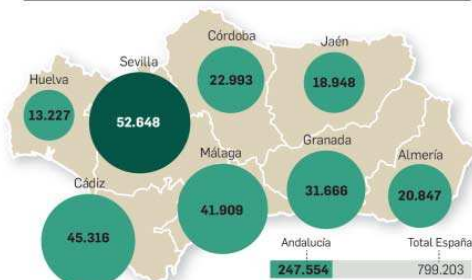 Córdoba
22.993
Jaén
18.948
Sevilla
52.648
Huelva
13.227
Málaga
41.909
Granada
31.666
Almería
20.847
Cádiz
45.316
Andalucía Total España
247.554 799.203